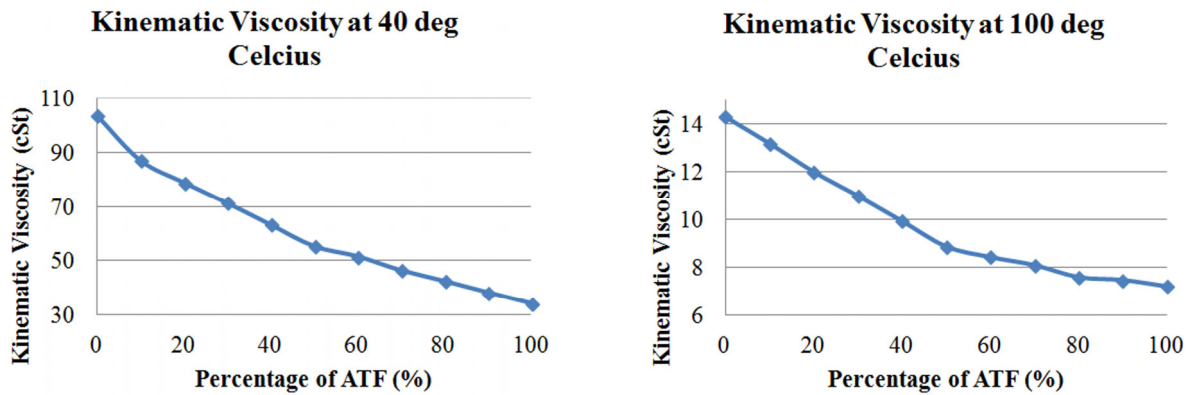 Kinematic Viscosity at 40 deg
Celcius
Kinematic Viscosity (cSt)
110
90
70
50
30
0 20 40 60 80 100
Percentage of ATF (%)
Kinematic Viscosity at 100 deg
Celcius
Kinematic Viscosity (cSt)
14
12
10
8
6
0 20 40 60 80 100
Percentage of ATF (%)